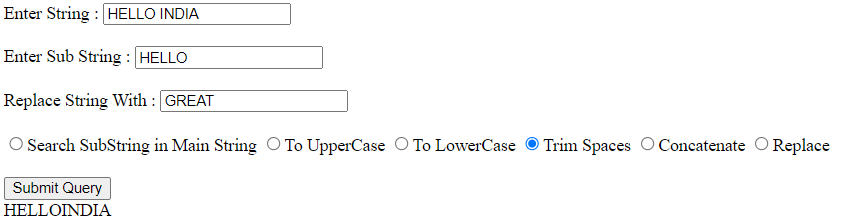 Enter String : HELLO INDIA
Enter Sub String : HELLO
Replace String With : GREAT
Search SubString in Main String To UpperCase To LowerCase Trim Spaces Concatenate Replace
Submit Query
HELLOINDIA